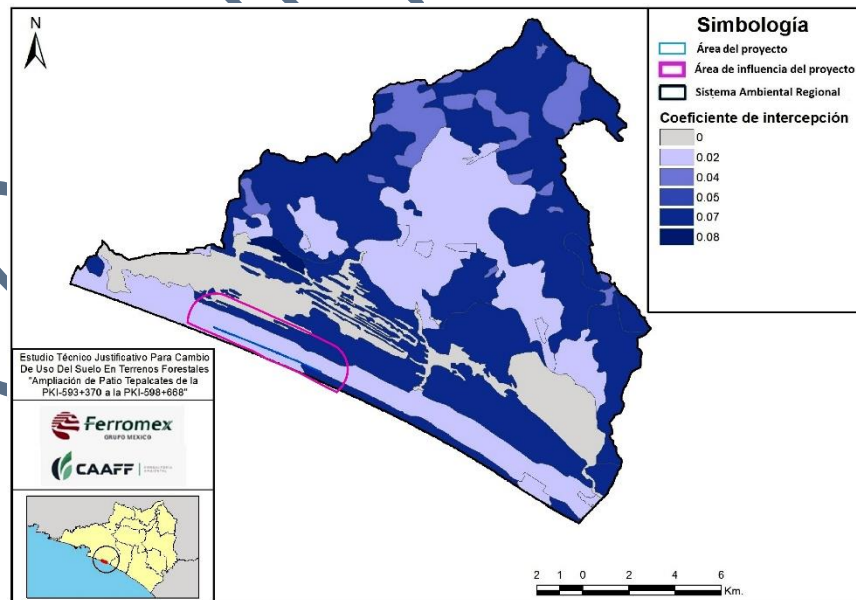 N
Simbología
Área del proyecto
Área de influencia del proyecto
Sistema Ambiental Regional
Coeficiente de intercepción
0
0.02
0.04
0.05
0.07
0.08
Estudio Técnico Justificativo Para Cambio
De Uso Del Suelo En Terrenos Forestales
"Ampliación de Patio Tepalcates de la
PKI-593+370 a la PKI-598+668"
Ferromex
GRUPO MEXICO
CAAFF
2 1 0 2 4 6
Km.